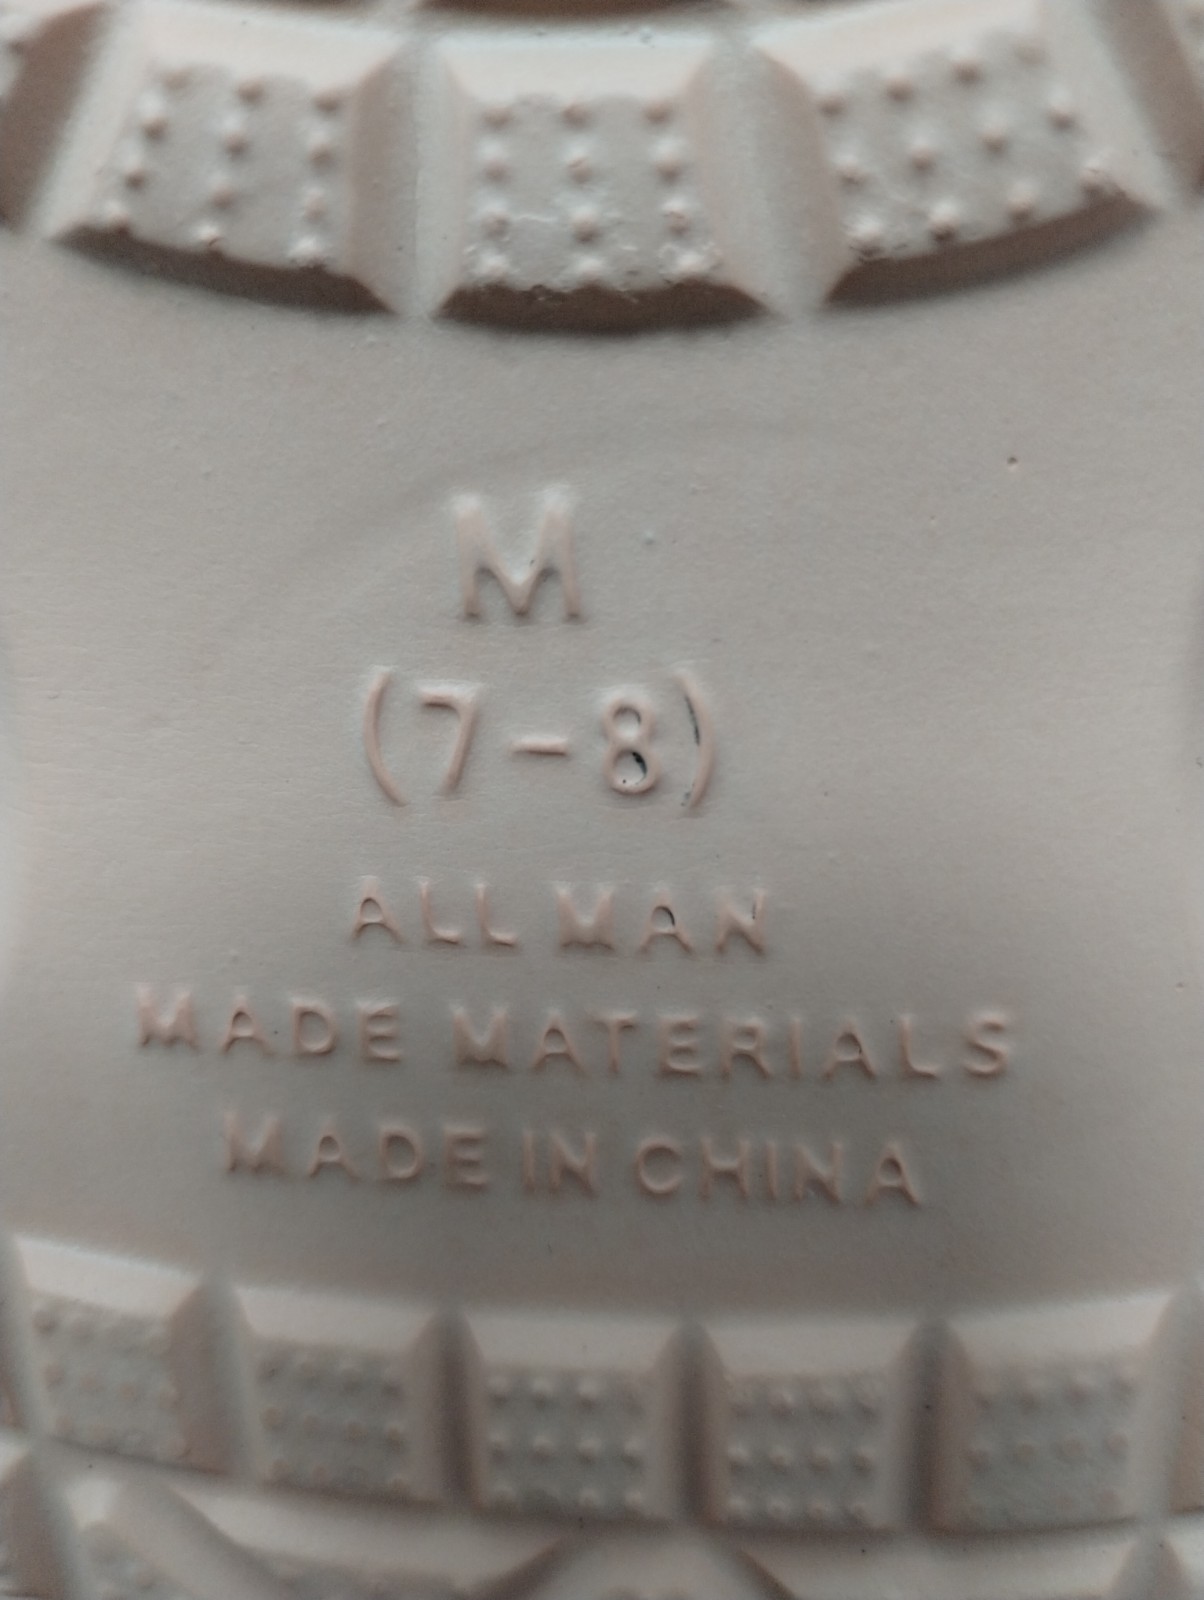 M
(7-8)
ALL MAN
MADE MATERIALS
MADE IN CHINA